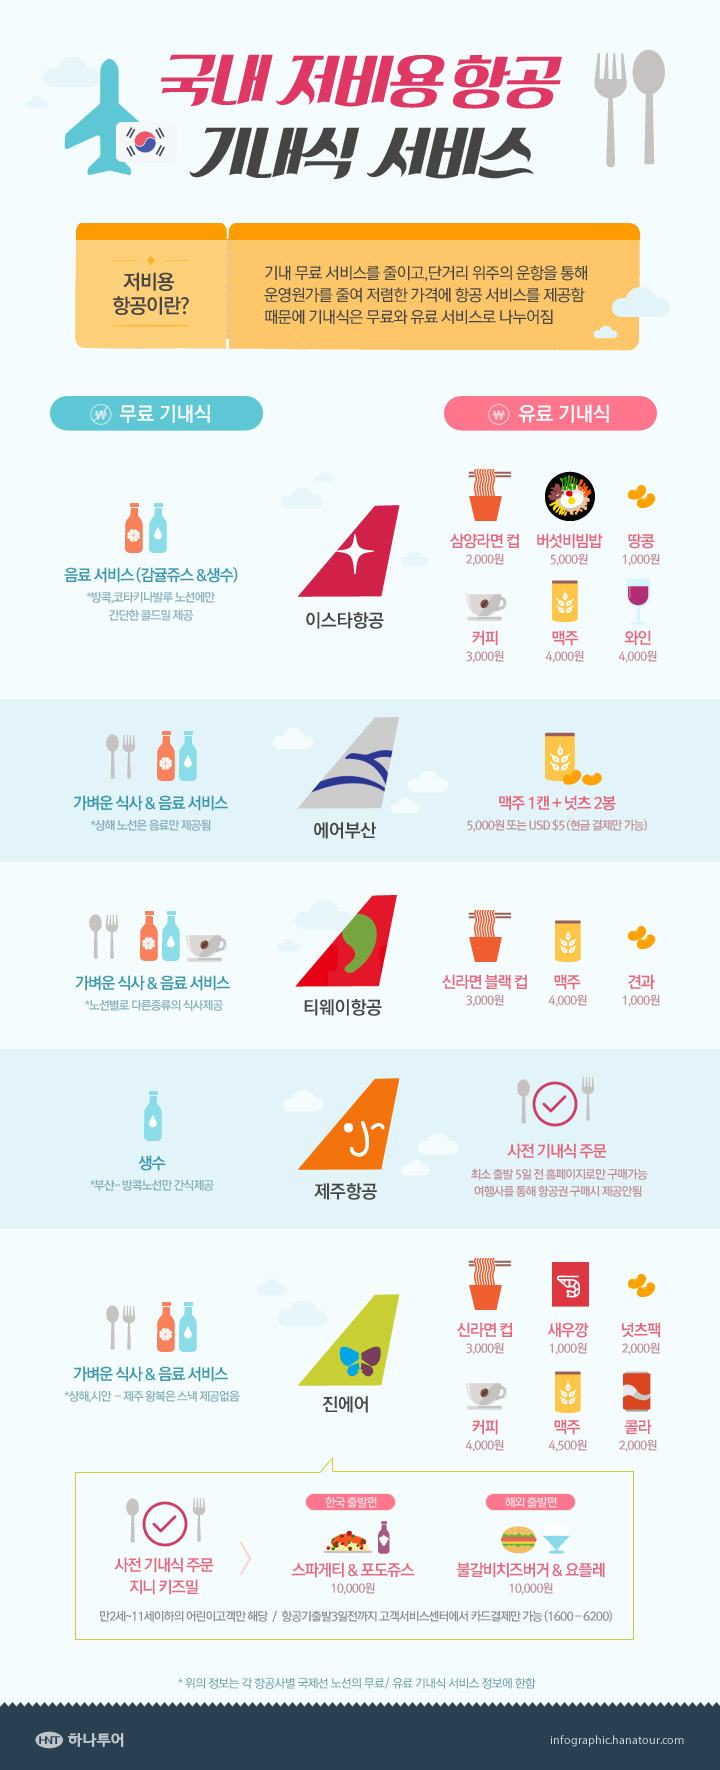 국내 저비용 항공
기내식 서비스
저비용
항공이란?
기내 무료 서비스를 줄이고,단거리 위주의 운항을 통해
운영원가를 줄여 저렴한 가격에 항공 서비스를 제공함
때문에 기내식은 무료와 유료 서비스로 나누어짐
무료 기내식
₩ 유료 기내식
음료 서비스 (감귤쥬스 &생수)
*방콕,코타키나발루 노선에만
간단한 콜드밀 제공
이스타항공
삼양라면 컵 버섯비빔밥 땅콩
2,000원 5,000원 1,000원
커피 맥주 와인
3,000원 4,000원 4,000원
가벼운 식사 & 음료 서비스
*상해 노선은 음료만 제공됨
에어부산
맥주 1캔 + 넛츠 2봉
5,000원 또는 USD $5 (현금 결제만 가능)
가벼운 식사 & 음료 서비스
*노선별로 다른종류의 식사제공
티웨이항공
신라면 블랙 컵 맥주 견과
3,000원 4,000원 1,000원
생수
*부산- 방콕노선만 간식제공
제주항공
사전 기내식 주문
최소 출발 5일 전 홈페이지로만 구매가능
여행사를 통해 항공권 구매시 제공안됨
가벼운 식사 & 음료 서비스
*상해,시안 - 제주 왕복은 스낵 제공없음
진에어
신라면 컵 새우깡 넛츠팩
3,000원 1,000원 2,000원
커피 맥주 콜라
4,000원 4,500원 2,000원
사전 기내식 주문
지니 키즈밀
한국 출발편
스파게티 & 포도쥬스
10,000원
해외 출발편
불갈비치즈버거 & 요플레
10,000원
만2세~11세이하의 어린이고객만 해당 / 항공기출발3일전까지 고객서비스센터에서 카드결제만 가능 (1600 - 6200)
* 위의 정보는 각 항공사별 국제선 노선의 무료/ 유료 기내식 서비스 정보에 한함
HNT 하나투어
infographic.hanatour.com